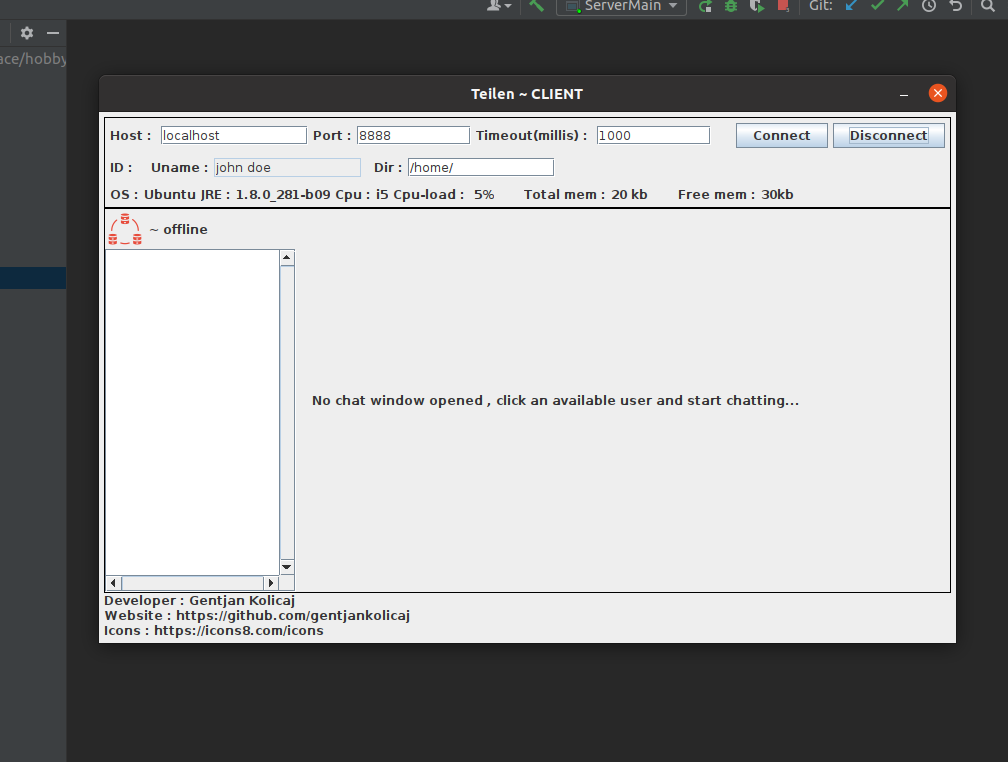 ServerMain Git:
ace/hobby
Teilen ~ CLIENT
Host : localhost Port : 8888 Timeout(millis) : 1000 Connect Disconnect
ID : Uname : john doe Dir : /home/
OS : Ubuntu JRE : 1.8.0_281-b09 Cpu : i5 Cpu-load : 5% Total mem : 20 kb Free mem : 30kb
~ offline
No chat window opened , click an available user and start chatting...
Developer : Gentjan Kolicaj
Website : https://github.com/gentjankolicaj
Icons : https://icons8.com/icons